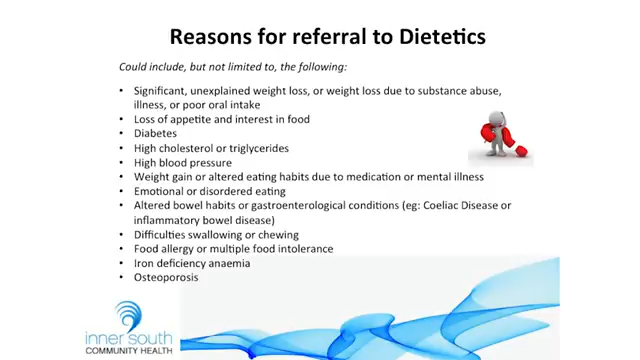 Reasons for referral to Dietetics
Could include, but not limited to, the following:
• Significant, unexplained weight loss, or weight loss due to substance abuse,
illness, or poor oral intake
• Loss of appetite and interest in food
• Diabetes
• High cholesterol or triglycerides
• High blood pressure
• Weight gain or altered eating habits due to medication or mental illness
• Emotional or disordered eating
• Altered bowel habits or gastroenterological conditions (eg: Coeliac Disease or
inflammatory bowel disease)
• Difficulties swallowing or chewing
• Food allergy or multiple food intolerance
• Iron deficiency anaemia
• Osteoporosis
inner south
COMMUNITY HEALTH